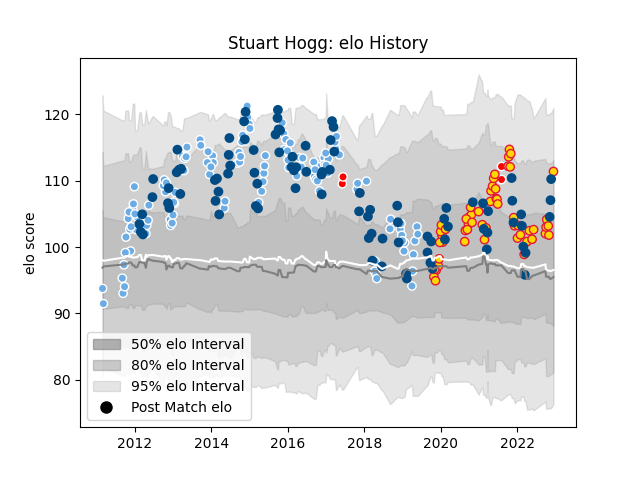 Stuart Hogg: elo History
elo score
120
110
100
90
80
50% elo Interval
80% elo Interval
95% elo Interval
Post Match elo
2012 2014 2016 2018 2020 2022